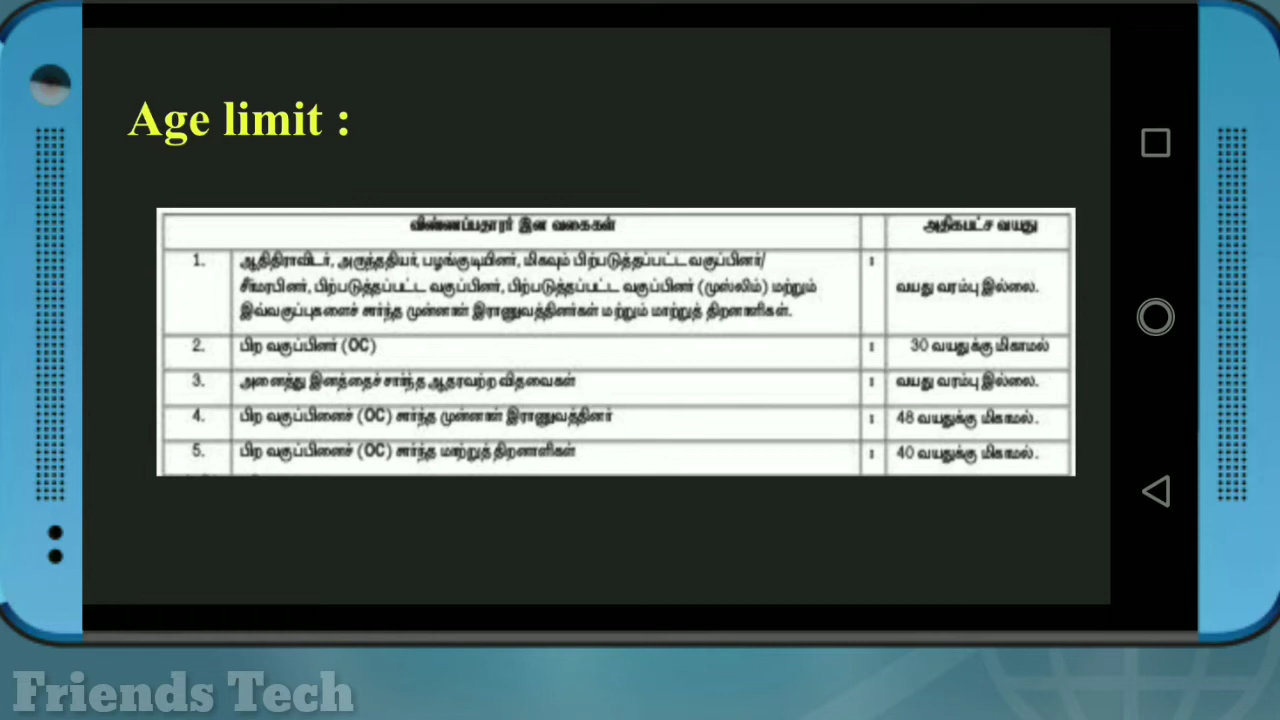 Age limit :
விண்ணப்பதாரர் இன வகைகள் அதிகபட்ச வயது
1. ஆதிதிராவிடர், அருந்ததியர், பழங்குடியினர், மிகவும் பிற்படுத்தப்பட்ட வகுப்பினர்/ :
சீர்மரபினர், பிற்படுத்தப்பட்ட வகுப்பினர், பிற்படுத்தப்பட்ட வகுப்பினர் (முஸ்லிம்) மற்றும் வயது வரம்பு இல்லை.
இவ்வகுப்புகளைச் சார்ந்த முன்னாள் இராணுவத்தினர்கள் மற்றும் மாற்றுத் திறனாளிகள்.
2. பிற வகுப்பினர் (OC) : 30 வயதுக்கு மிகாமல்
3. அனைத்து இனத்தைச் சார்ந்த ஆதரவற்ற விதவைகள் : வயது வரம்பு இல்லை.
4. பிற வகுப்பினைச் (OC) சார்ந்த முன்னாள் இராணுவத்தினர் : 48 வயதுக்கு மிகாமல்.
5. பிற வகுப்பினைச் (OC) சார்ந்த மாற்றுத் திறனாளிகள் : 40 வயதுக்கு மிகாமல்.
Friends Tech